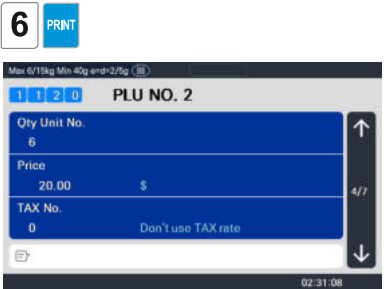 6 PRINT
Max 6/15kg Min 40g e=d=2/5g (III)
1 1 2 0 PLU NO. 2
Qty Unit No.
6
Price
20.00 $
4/7
TAX No.
0 Don't use TAX rate
02:31:08